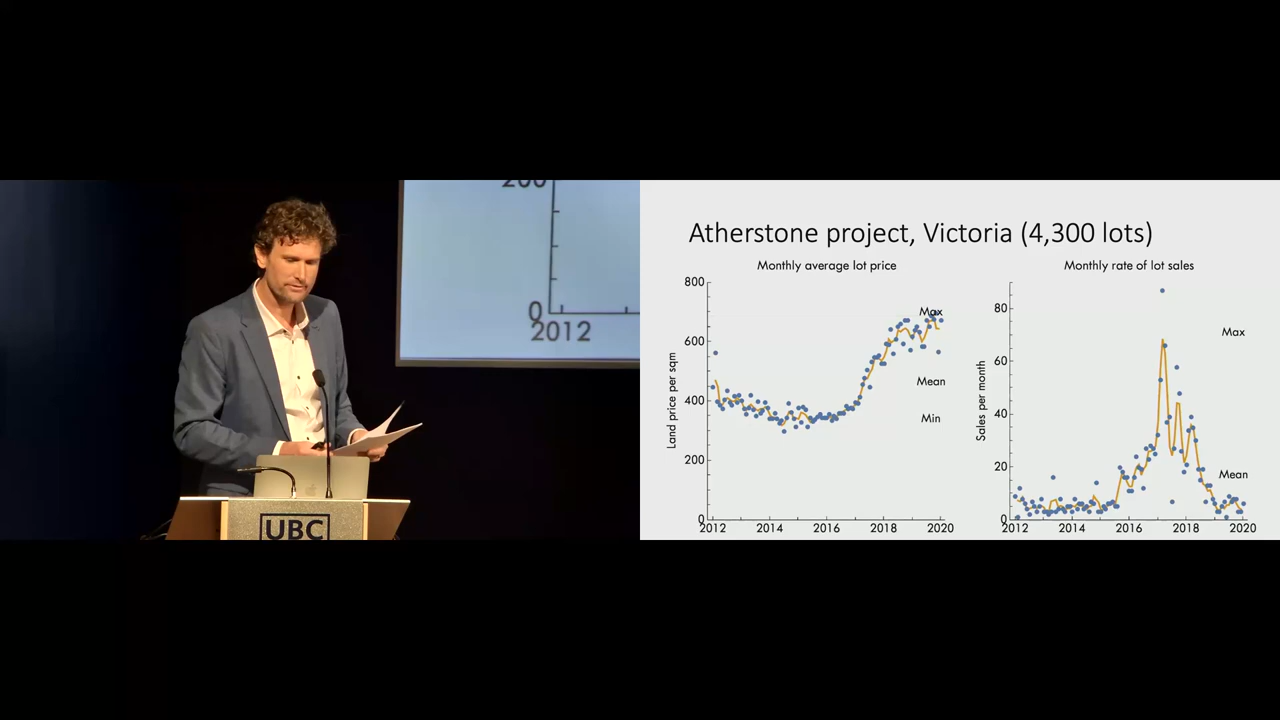 200
0
2012
UBC
Atherstone project, Victoria (4,300 lots)
Monthly average lot price
800
600
400
200
0
Land price per sqm
2012 2014 2016 2018 2020
Max
Mean
Min
Monthly rate of lot sales
80
60
40
20
0
Sales per month
2012 2014 2016 2018 2020
Max
Mean